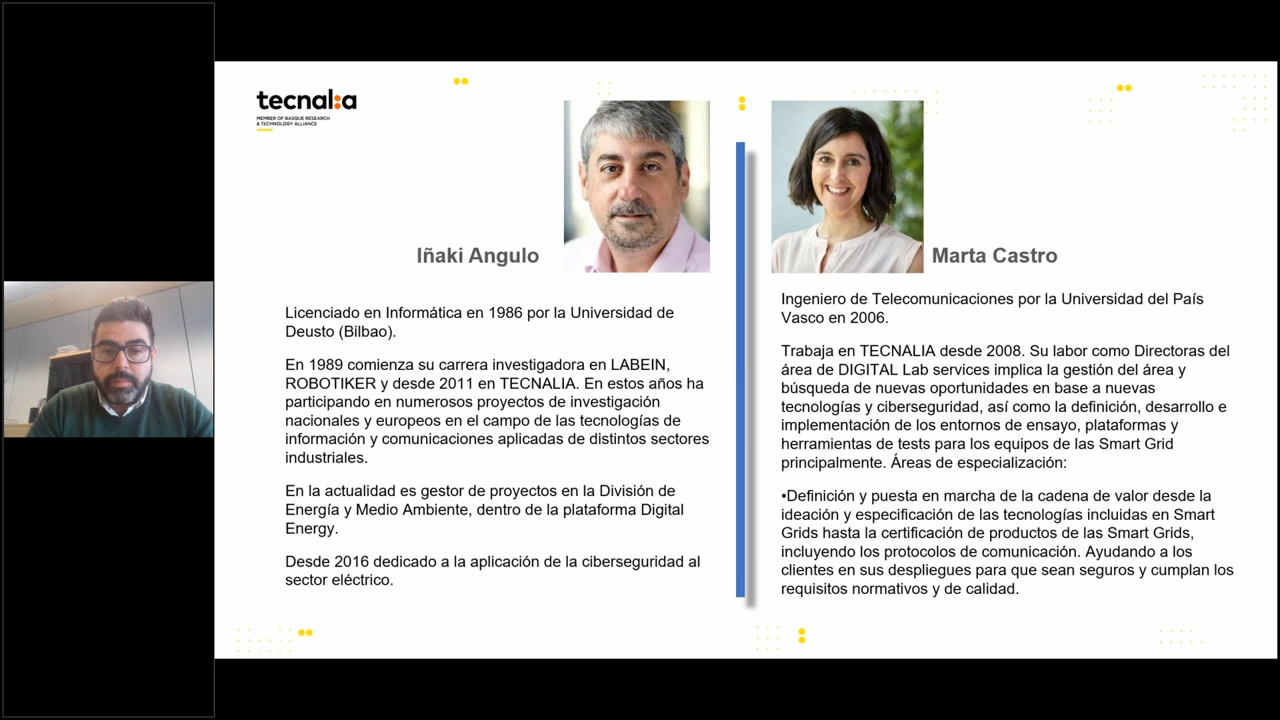 tecnal:a
MEMBER OF BASQUE RESEARCH
& TECHNOLOGY ALLIANCE
Iñaki Angulo
Licenciado en Informática en 1986 por la Universidad de
Deusto (Bilbao).
En 1989 comienza su carrera investigadora en LABEIN,
ROBOTIKER y desde 2011 en TECNALIA. En estos años ha
participando en numerosos proyectos de investigación
nacionales y europeos en el campo de las tecnologías de
información y comunicaciones aplicadas de distintos sectores
industriales.
En la actualidad es gestor de proyectos en la División de
Energía y Medio Ambiente, dentro de la plataforma Digital
Energy.
Desde 2016 dedicado a la aplicación de la ciberseguridad al
sector eléctrico.
Marta Castro
Ingeniero de Telecomunicaciones por la Universidad del País
Vasco en 2006.
Trabaja en TECNALIA desde 2008. Su labor como Directoras del
área de DIGITAL Lab services implica la gestión del área y
búsqueda de nuevas oportunidades en base a nuevas
tecnologías y ciberseguridad, así como la definición, desarrollo e
implementación de los entornos de ensayo, plataformas y
herramientas de tests para los equipos de las Smart Grid
principalmente. Áreas de especialización:
•Definición y puesta en marcha de la cadena de valor desde la
ideación y especificación de las tecnologías incluidas en Smart
Grids hasta la certificación de productos de las Smart Grids,
incluyendo los protocolos de comunicación. Ayudando a los
clientes en sus despliegues para que sean seguros y cumplan los
requisitos normativos y de calidad.